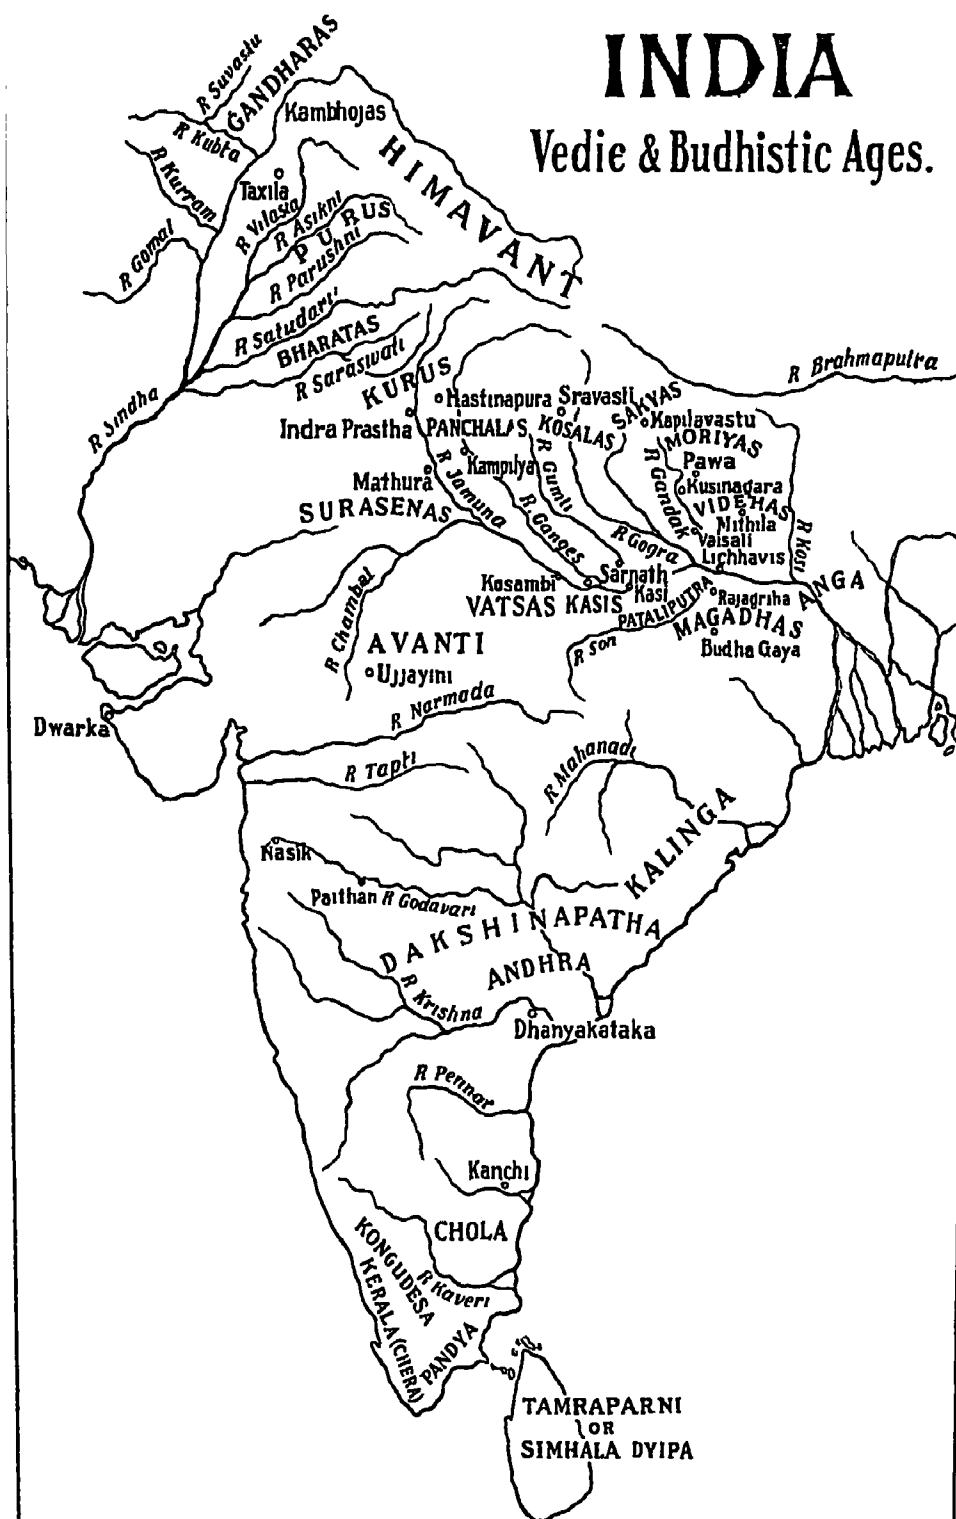 INDIA
Vedic & Budhistic Ages.
R Suvastu
GANDHARAS
R Kubta
Kambhojas
R Kurram
HIMAVANT
Taxila
R Vitasta
R Asikni
PURUS
R Gomal
R Parushni
R Satudari
BHARATAS
R Saraswati
R Brahmaputra
KURUS
R Sindha
Hastinapura
Sravasti
SAKYAS
Kapilavastu
Indra Prastha
PANCHALAS
KOSALAS
MORIYAS
Pawa
Kampilya
R Gumti
R Gandak
Kusinagara
Mathura
R Jamuna
VIDEHAS
SURASENAS
R Ganges
Mithila
R Kosi
Vaisali
R Gogra
Lichhavis
R Chambal
Kosambi
Sarnath
Kasi
VATSAS
KASIS
PATALIPUTRA
Rajagriha
ANGA
MAGADHAS
AVANTI
R Son
Budha Gaya
Ujjayini
Dwarka
R Narmada
R Tapti
R Mahanadi
KALINGA
Nasik
Paithan
R Godavari
DAKSHINAPATHA
ANDHRA
R Krishna
Dhanyakataka
R Pennar
Kanchi
CHOLA
KONGUDESA
R Kaveri
KERALA (CHERA)
PANDYA
TAMRAPARNI
OR
SIMHALA DYIPA